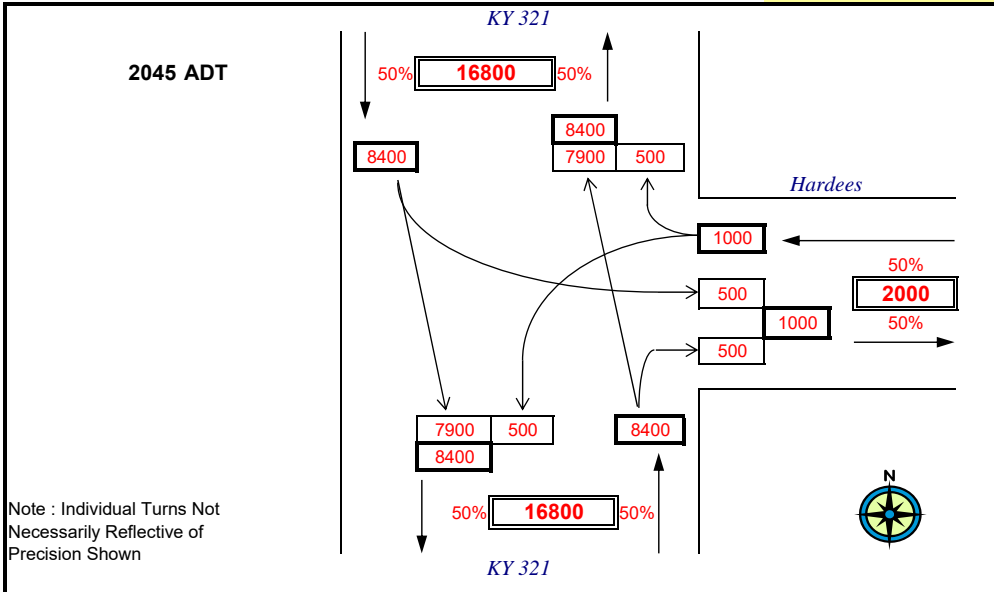 KY 321
2045 ADT
50% 16800 50%
8400
8400
7900 500
Hardees
1000
50%
500
2000
1000
50%
500
7900 500
8400
8400
N
Note : Individual Turns Not
Necessarily Reflective of
Precision Shown
50% 16800 50%
KY 321